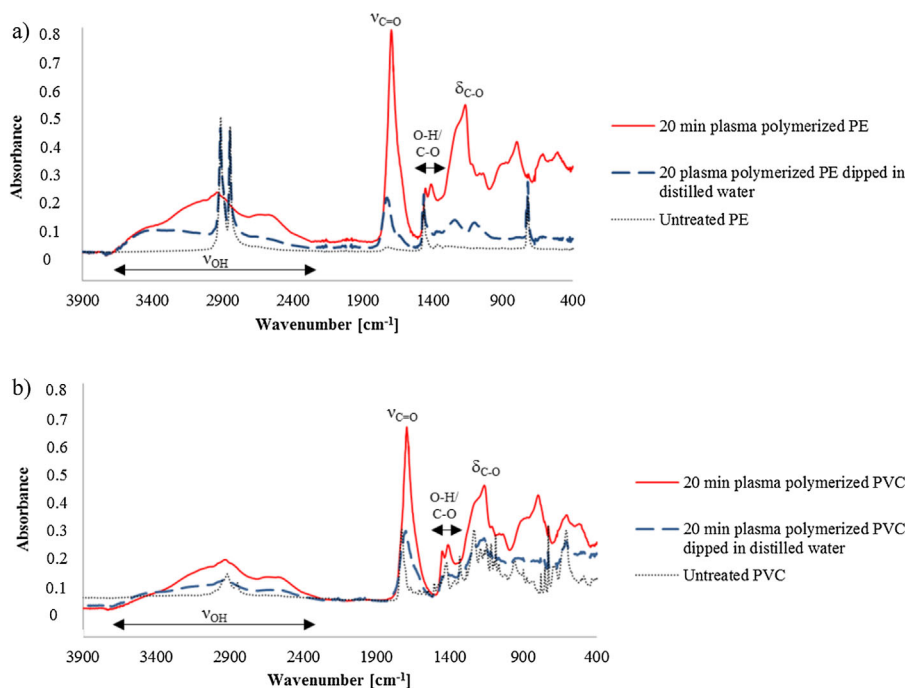 a)
0.8
0.7
0.6
0.5
0.4
0.3
0.2
0.1
0
Absorbance
νC=O
δC-O
O-H/
C-O
νOH
3900 3400 2900 2400 1900 1400 900 400
Wavenumber [cm-1]
20 min plasma polymerized PE
20 plasma polymerized PE dipped in
distilled water
Untreated PE
b)
0.8
0.7
0.6
0.5
0.4
0.3
0.2
0.1
0
Absorbance
νC=O
δC-O
O-H/
C-O
νOH
3900 3400 2900 2400 1900 1400 900 400
Wavenumber [cm-1]
20 min plasma polymerized PVC
20 min plasma polymerized PVC
dipped in distilled water
Untreated PVC